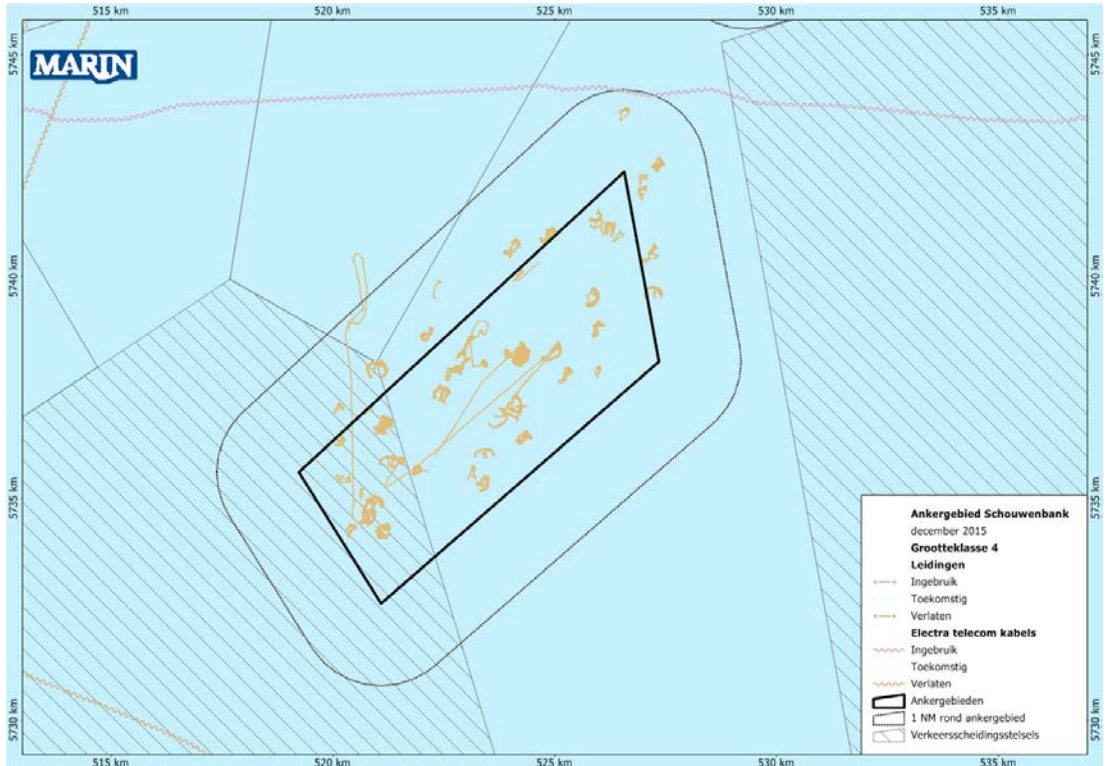 515 km
520 km
525 km
530 km
535 km
5745 km
5745 km
MARIN
5740 km
5740 km
5735 km
5735 km
Ankergebied Schouwenbank
december 2015
Grootteklasse 4
Leidingen
Ingebruik
Toekomstig
Verlaten
Electra telecom kabels
Ingebruik
Toekomstig
Verlaten
Ankergebieden
1 NM rond ankergebied
Verkeersscheidingsstelsels
5730 km
5730 km
515 km
520 km
525 km
530 km
535 km